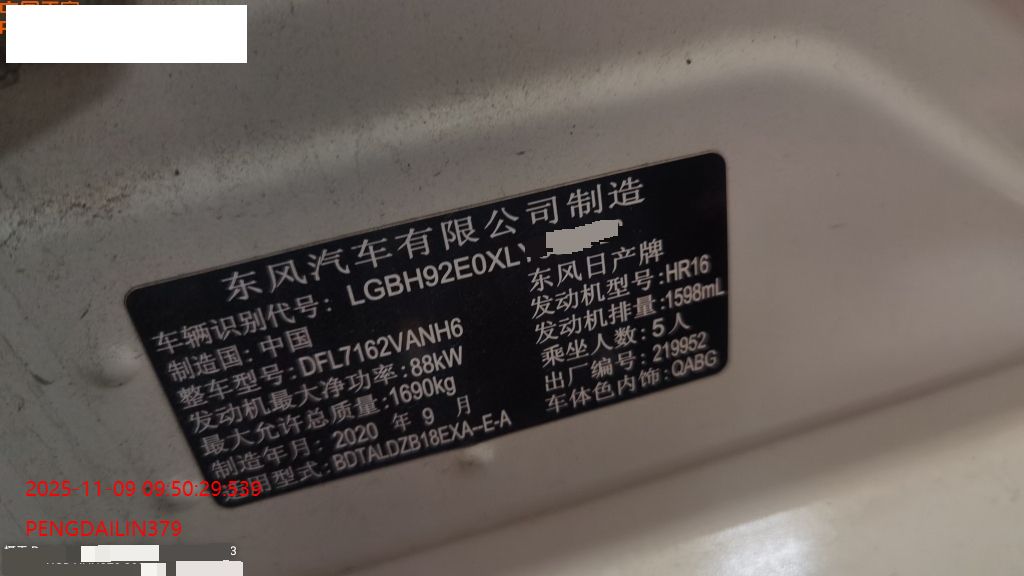 东风汽车有限公司制造
车辆识别代号: LGBH92E0XL
制造国: 中国 东风日产牌
整车型号: DFL7162VANH6 发动机型号: HR16
发动机最大净功率: 88kW 发动机排量: 1598mL
最大允许总质量: 1690kg 乘坐人数: 5人
制造年月: 2020 年 9 月 出厂编号: 219952
用型式: BDTALDZB18EXA--E-A 车体色内饰: QABG
2025-11-09 09:50:29:539
PENGDAILIN379
3